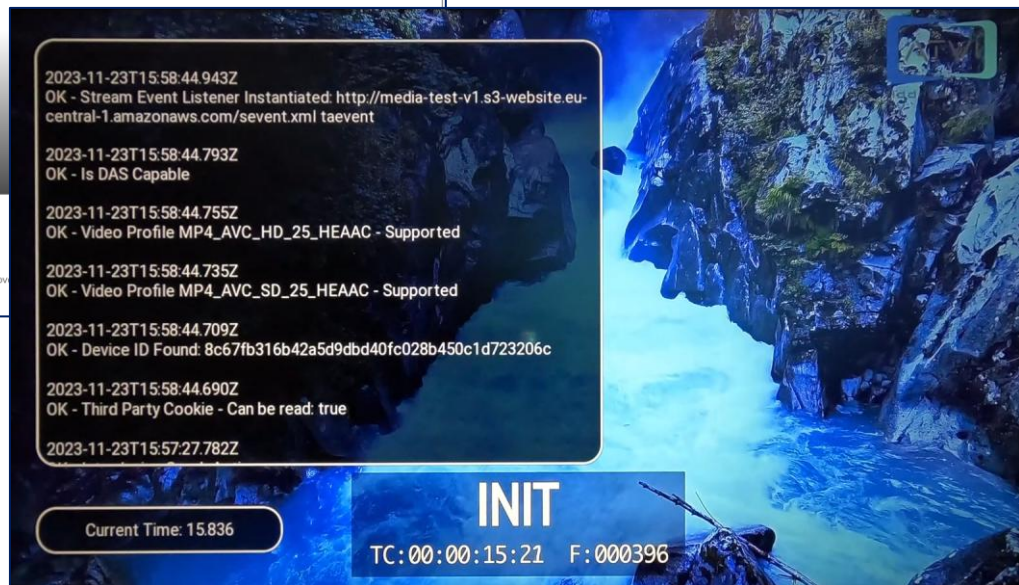 2023-11-23T15:58:44.943Z
OK - Stream Event Listener Instantiated: http://media-test-v1.s3-website.eu-
central-1.amazonaws.com/sevent.xml taevent
2023-11-23T15:58:44.793Z
OK - Is DAS Capable
2023-11-23T15:58:44.755Z
OK - Video Profile MP4_AVC_HD_25_HEAAC - Supported
2023-11-23T15:58:44.735Z
OK - Video Profile MP4_AVC_SD_25_HEAAC - Supported
2023-11-23T15:58:44.709Z
OK - Device ID Found: 8c67fb316b42a5d9dbd40fc028b450c1d723206c
2023-11-23T15:58:44.690Z
OK - Third Party Cookie - Can be read: true
2023-11-23T15:57:27.782Z
INIT
Current Time: 15.836
TC:00:00:15:21 F:000396